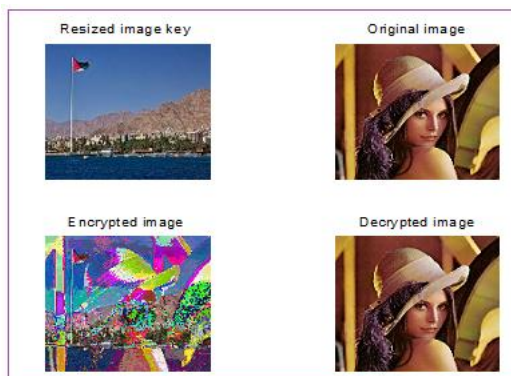 Resized image key
Original image
Encrypted image
Decrypted image